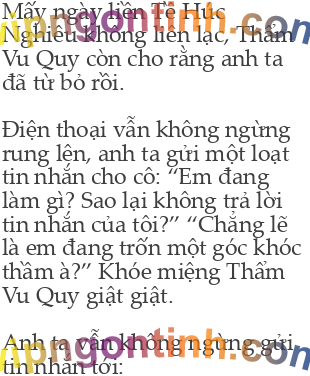 Mấy ngày liền Tề Húc
Nghiêu không liên lạc, Thẩm
Vu Quy còn cho rằng anh ta
đã từ bỏ rồi.
Điện thoại vẫn không ngừng
rung lên, anh ta gửi một loạt
tin nhắn cho cô: “Em đang
làm gì? Sao lại không trả lời
tin nhắn của tôi?” “Chẳng lẽ
là em đang trốn một góc khóc
thầm à?” Khóe miệng Thẩm
Vu Quy giật giật.
Anh ta vẫn không ngừng gửi
tin nhắn tới:
vipngontinh.com
vipngontinh.com